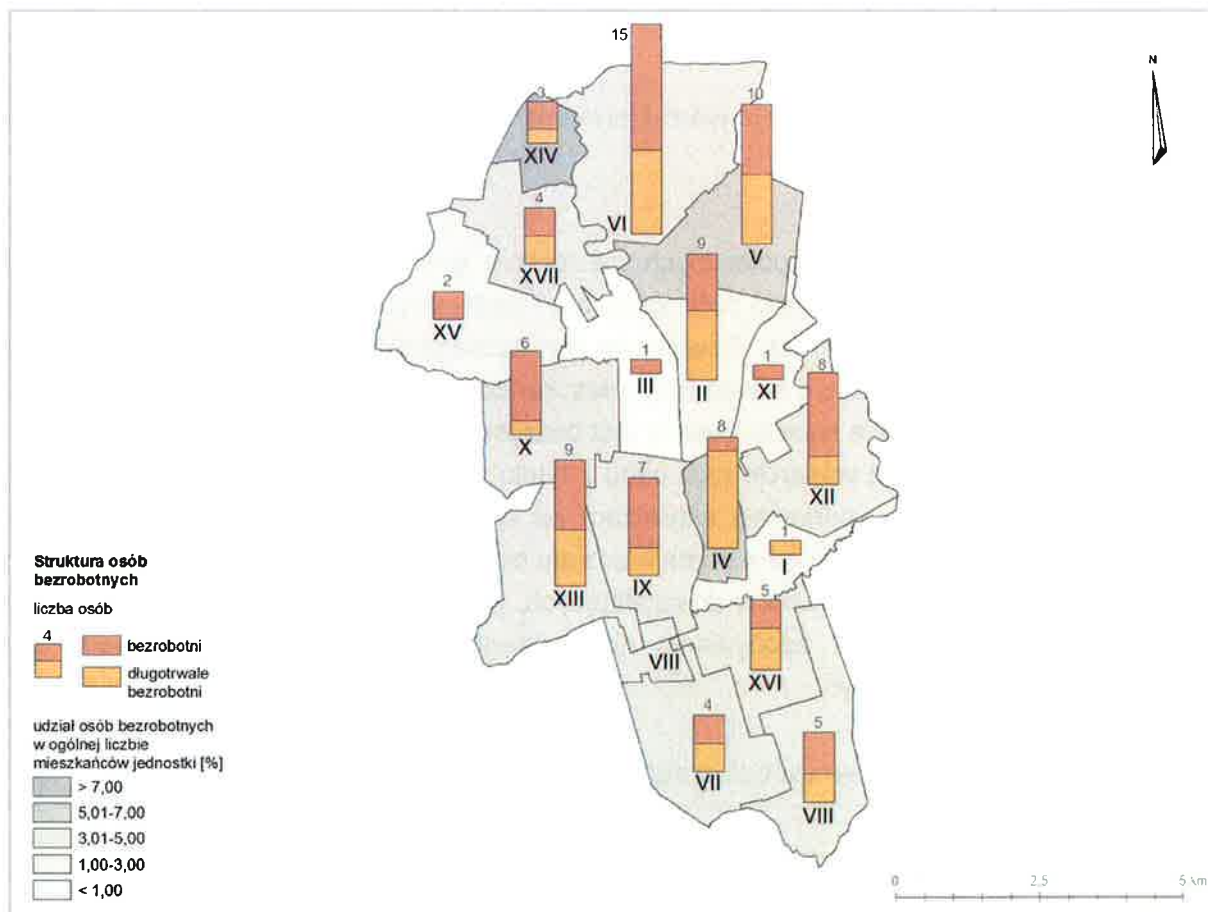 15
N
3
10
XIV
4
VI
V
XVII
9
2
XV
6
1
1
8
III
II
XI
X
8
9
7
XII
1
IV
I
XIII
IX
5
VIII
XVI
4
5
VII
VIII
Struktura osób
bezrobotnych
liczba osób
4
bezrobotni
długotrwale
bezrobotni
udział osób bezrobotnych
w ogólnej liczbie
mieszkańców jednostki [%]
> 7,00
5,01-7,00
3,01-5,00
1,00-3,00
< 1,00
0 2,5 5 km